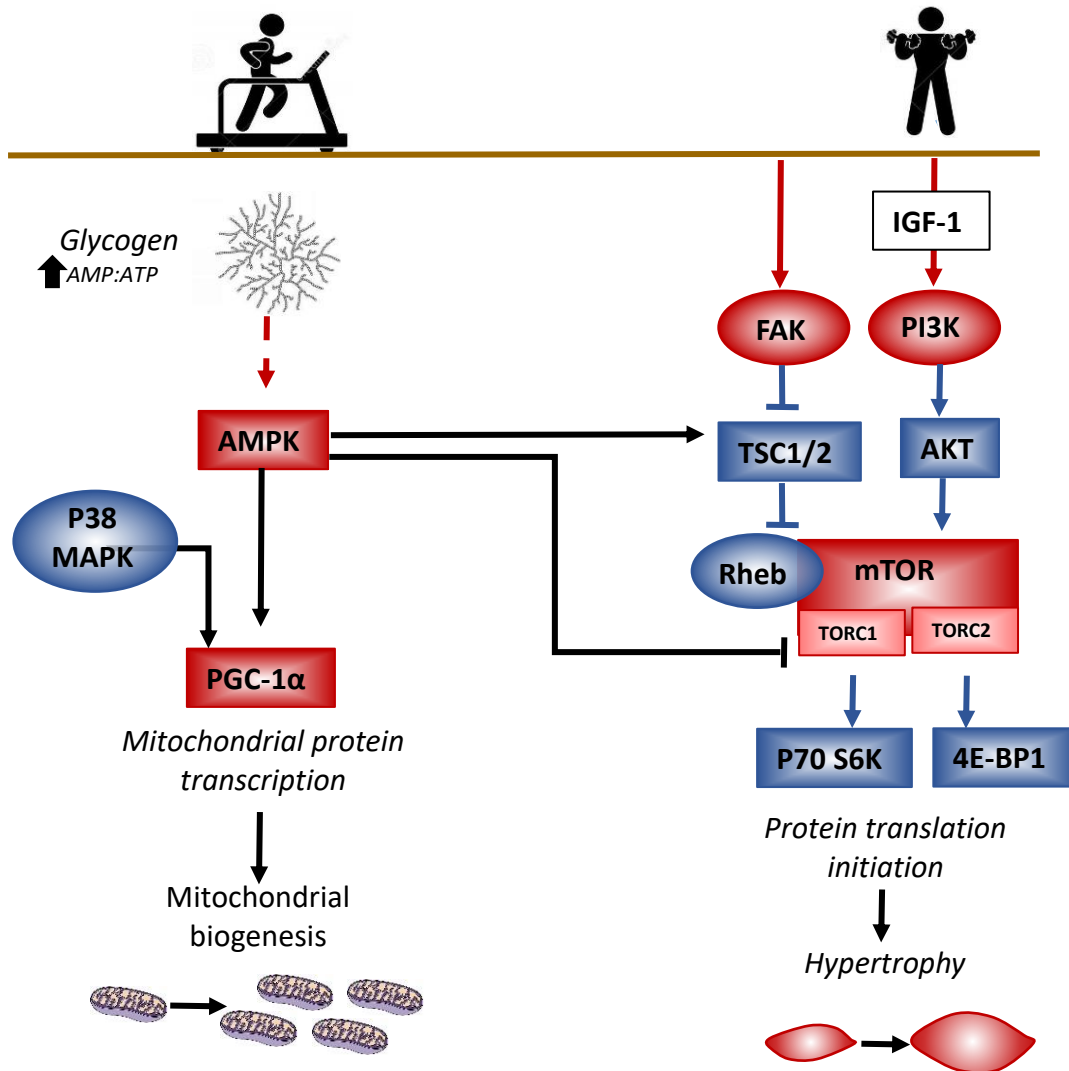 Glycogen
AMP:ATP
IGF-1
FAK
PI3K
AMPK
TSC1/2
AKT
P38
MAPK
Rheb
mTOR
TORC1
TORC2
PGC-1α
Mitochondrial protein
transcription
P70 S6K
4E-BP1
Protein translation
initiation
Mitochondrial
biogenesis
Hypertrophy